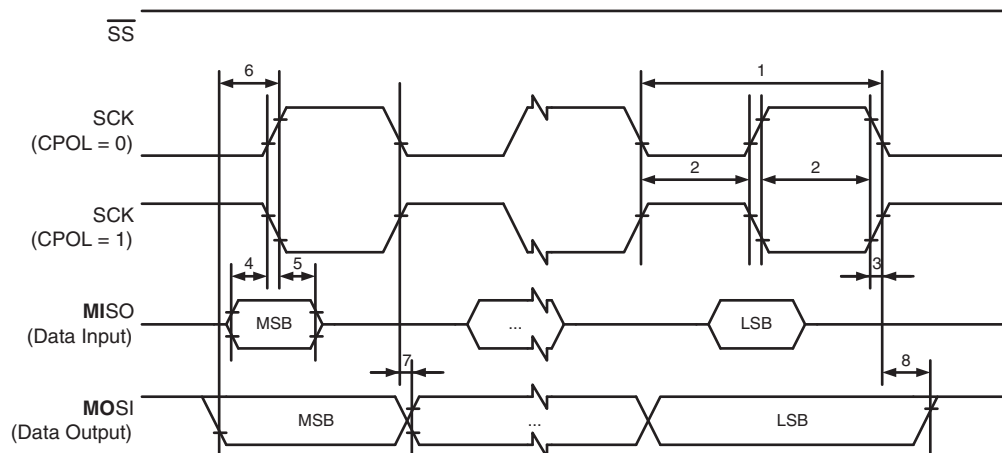 SS
6
1
SCK
(CPOL = 0)
2
2
SCK
(CPOL = 1)
4
5
3
MISO
(Data Input)
MSB
...
LSB
7
8
MOSI
(Data Output)
MSB
...
LSB